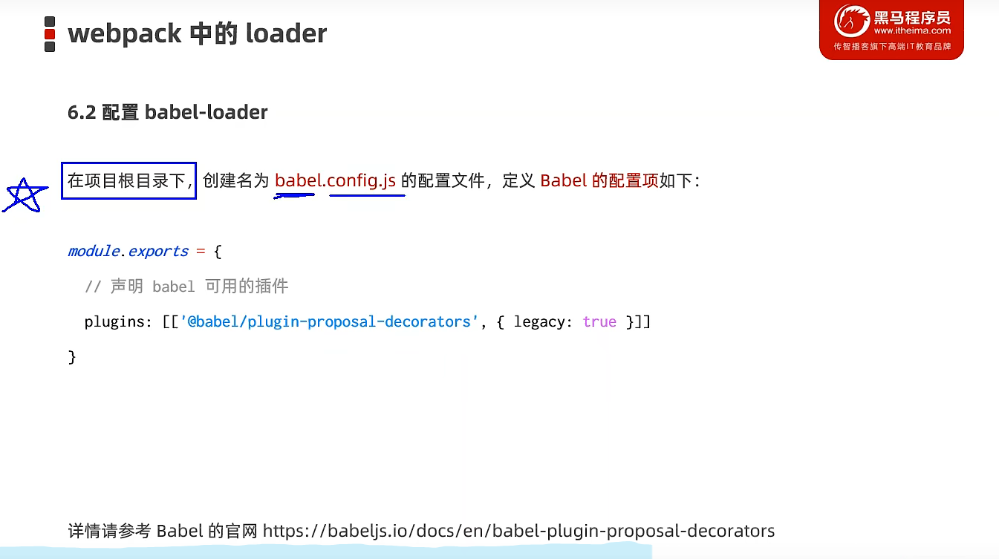 webpack 中的 loader
黑马程序员
www.itheima.com
传智播客旗下高端IT教育品牌
6.2 配置 babel-loader
在项目根目录下，创建名为 babel.config.js 的配置文件，定义 Babel 的配置项如下：
module.exports = {
// 声明 babel 可用的插件
plugins: [['@babel/plugin-proposal-decorators', { legacy: true }]]
}
详情请参考 Babel 的官网 https://babeljs.io/docs/en/babel-plugin-proposal-decorators